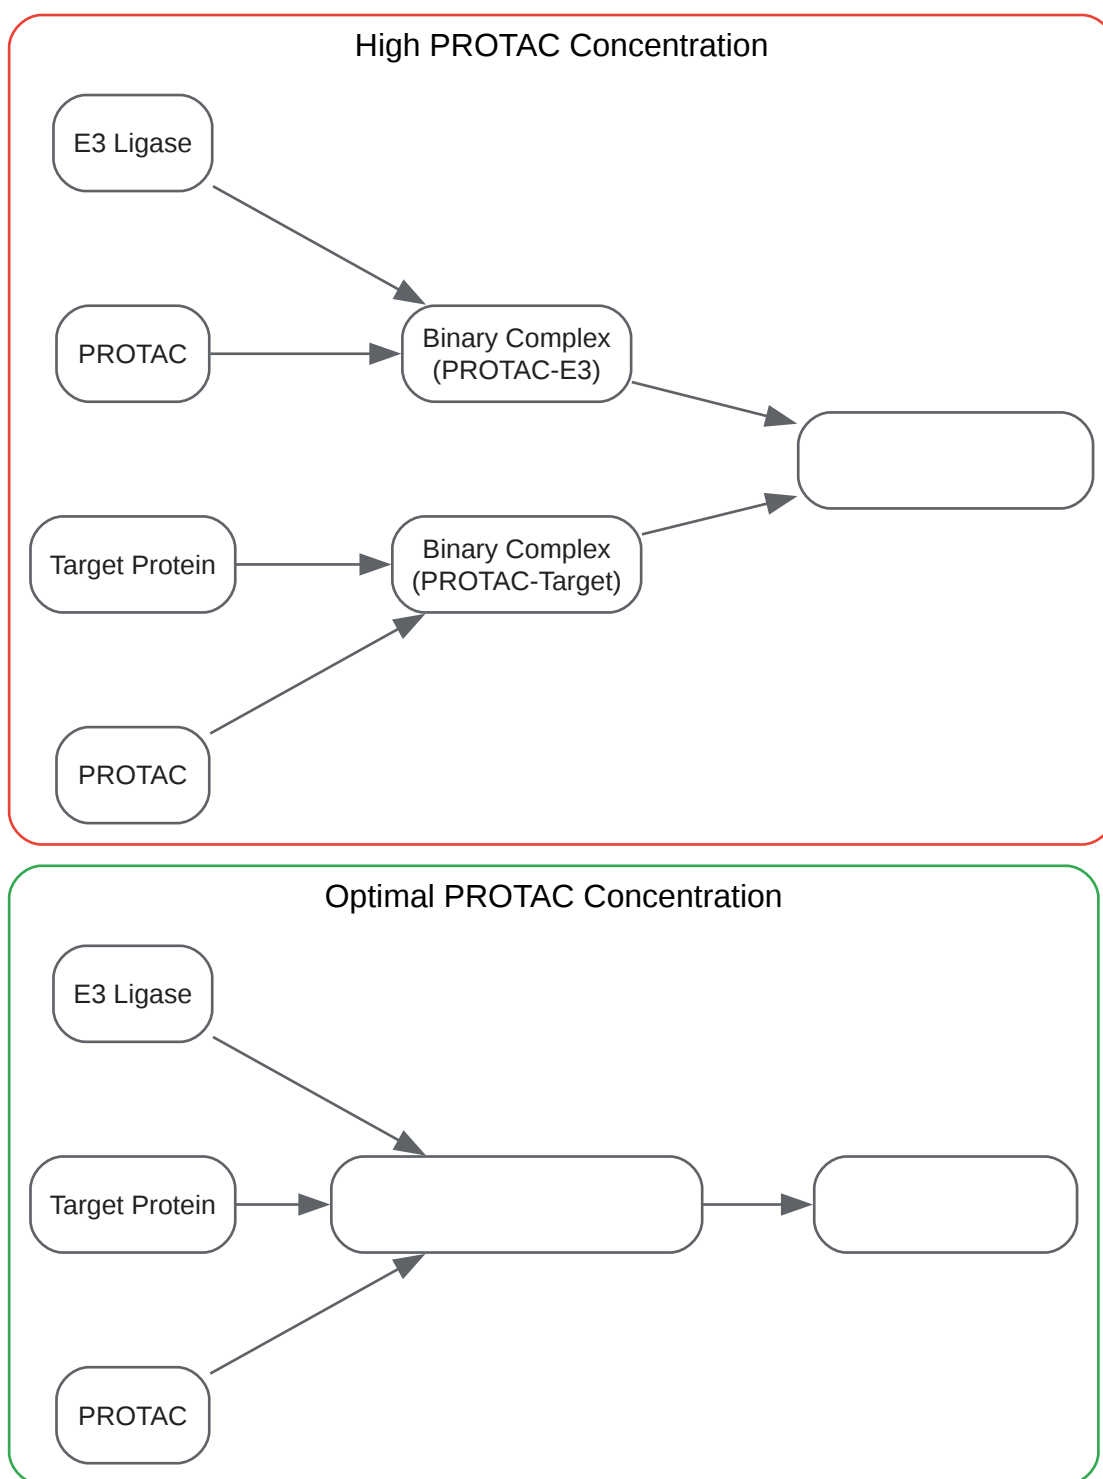 High PROTAC Concentration
E3 Ligase
PROTAC
Binary Complex
(PROTAC-E3)
Target Protein
Binary Complex
(PROTAC-Target)
PROTAC
Optimal PROTAC Concentration
E3 Ligase
Target Protein
PROTAC